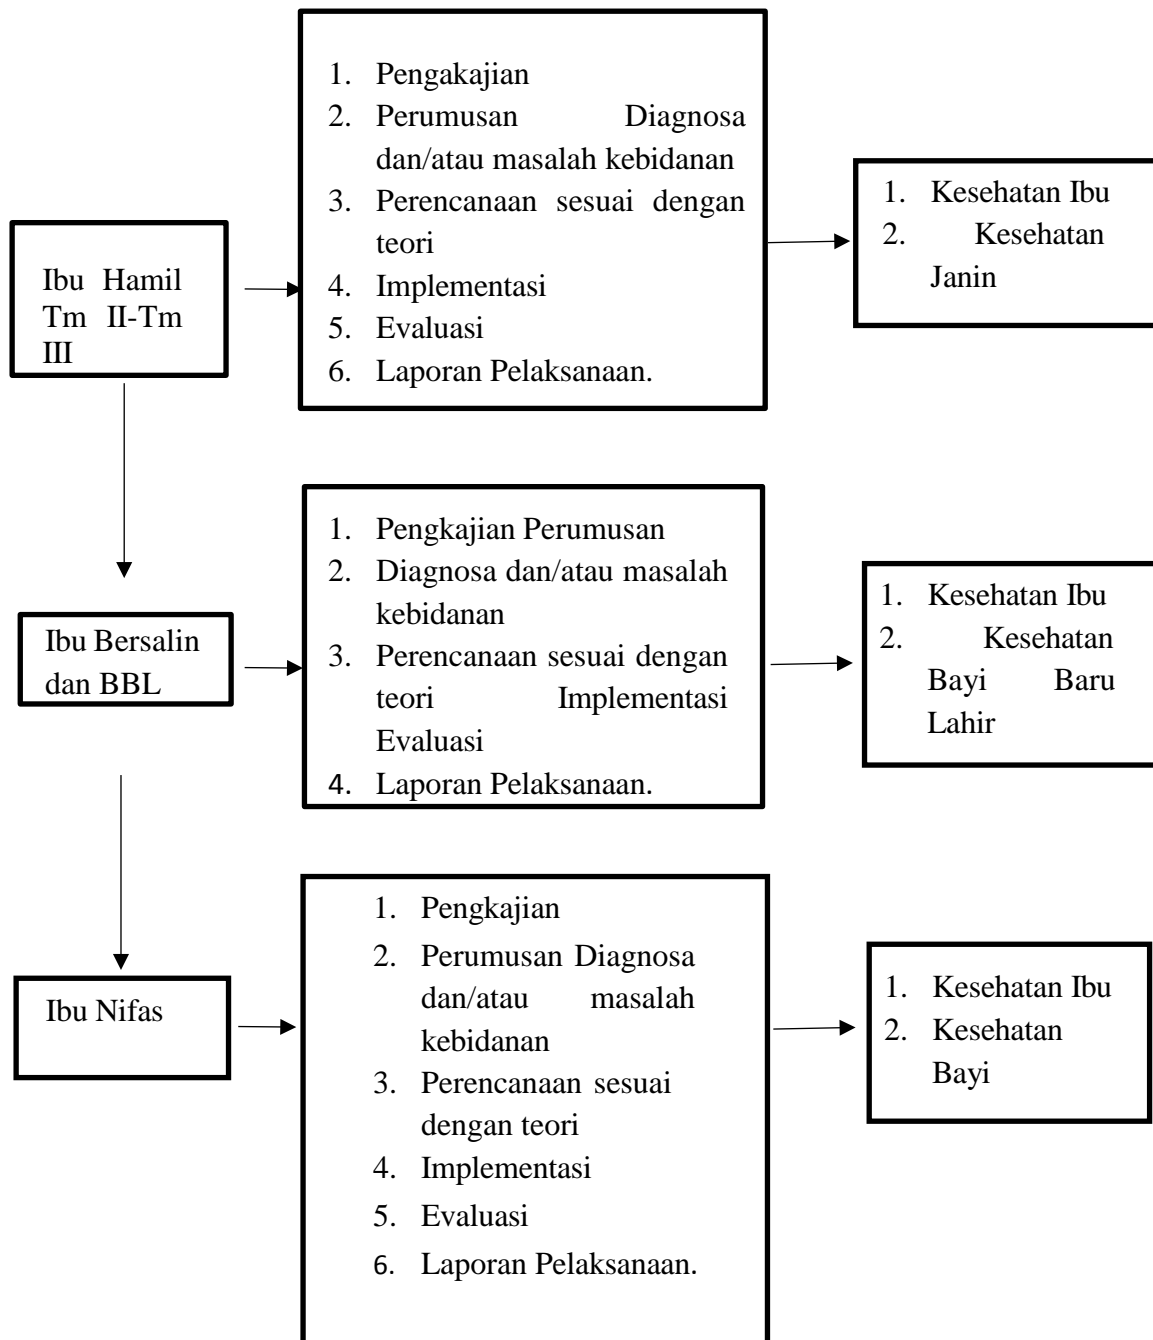 Ibu Hamil
Tm II-Tm
III
1. Pengakajian
2. Perumusan Diagnosa
dan/atau masalah kebidanan
3. Perencanaan sesuai dengan
teori
4. Implementasi
5. Evaluasi
6. Laporan Pelaksanaan.
1. Kesehatan Ibu
2. Kesehatan
Janin
Ibu Bersalin
dan BBL
1. Pengkajian Perumusan
2. Diagnosa dan/atau masalah
kebidanan
3. Perencanaan sesuai dengan
teori Implementasi
Evaluasi
4. Laporan Pelaksanaan.
1. Kesehatan Ibu
2. Kesehatan
Bayi Baru
Lahir
Ibu Nifas
1. Pengkajian
2. Perumusan Diagnosa
dan/atau masalah
kebidanan
3. Perencanaan sesuai
dengan teori
4. Implementasi
5. Evaluasi
6. Laporan Pelaksanaan.
1. Kesehatan Ibu
2. Kesehatan
Bayi